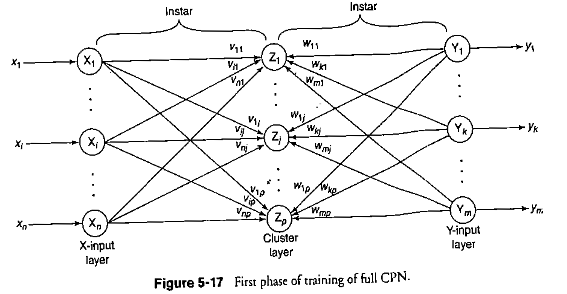 Instar Instar
x1 X1 v11 Z1 w11 Y1 y1
vi1 wk1
vn1 wm1
v1j w1j
xi Xi vij Zj wkj Yk yk
vnj wmj
v1p w1p wkp
vip
xn Xn vnp Zp wmp Ym ym
X-input layer
Cluster layer
Y-input layer
Figure 5-17 First phase of training of full CPN.